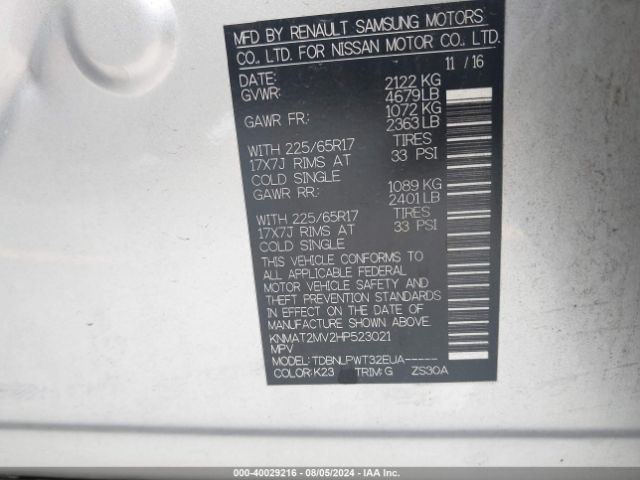 MFD BY RENAULT SAMSUNG MOTORS
CO., LTD. FOR NISSAN MOTOR CO., LTD.
DATE: 11 / 16
GVWR: 2122 KG
4679 LB
GAWR FR: 1072 KG
2363 LB
WITH 225/65R17 TIRES
17X7J RIMS AT 33 PSI
COLD SINGLE
GAWR RR: 1089 KG
2401 LB
WITH 225/65R17 TIRES
17X7J RIMS AT 33 PSI
COLD SINGLE
THIS VEHICLE CONFORMS TO
ALL APPLICABLE FEDERAL
MOTOR VEHICLE SAFETY AND
THEFT PREVENTION STANDARDS
IN EFFECT ON THE DATE OF
MANUFACTURE SHOWN ABOVE.
KNMAT2MV2HP523021
MPV
MODEL: TDBNLPWT32EUA-----
COLOR: K23 TRIM: G ZS30A
000-40029216 - 08/05/2024 - IAA Inc.